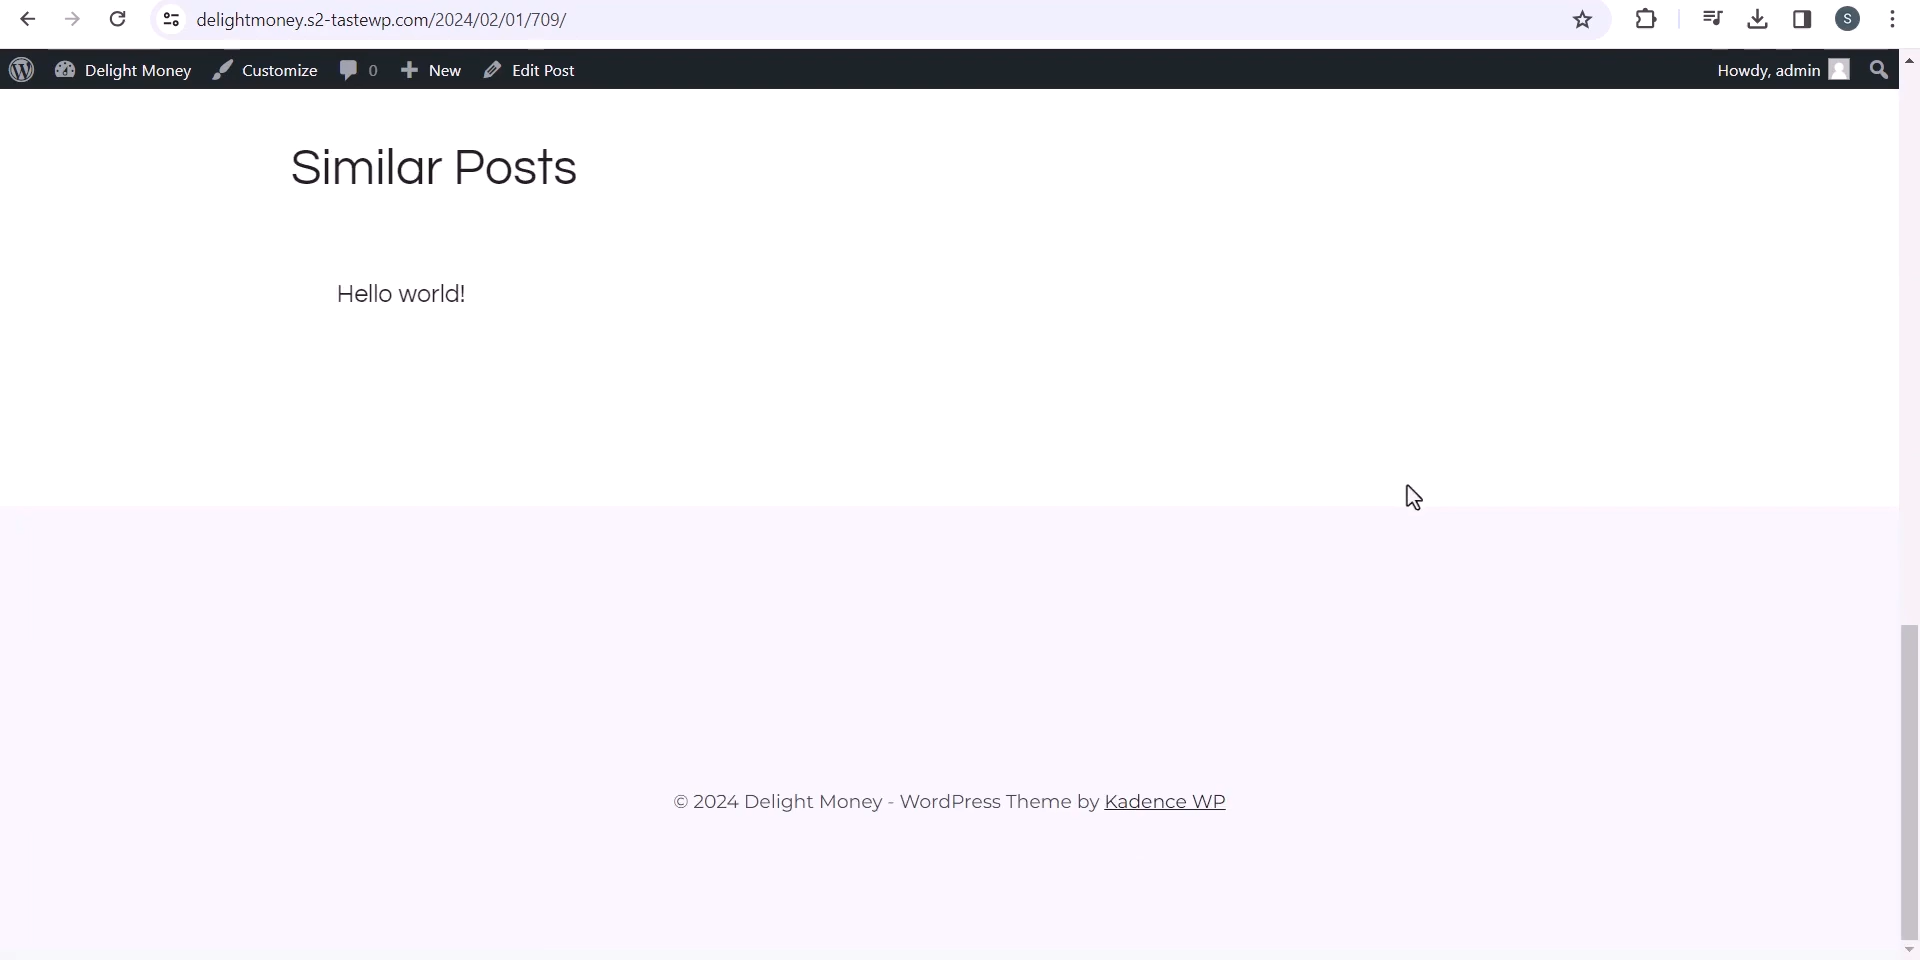 delightmoney.s2-tastewp.com/2024/02/01/709/
S
Delight Money Customize 0 New Edit Post Howdy, admin
Similar Posts
Hello world!
© 2024 Delight Money - WordPress Theme by Kadence WP